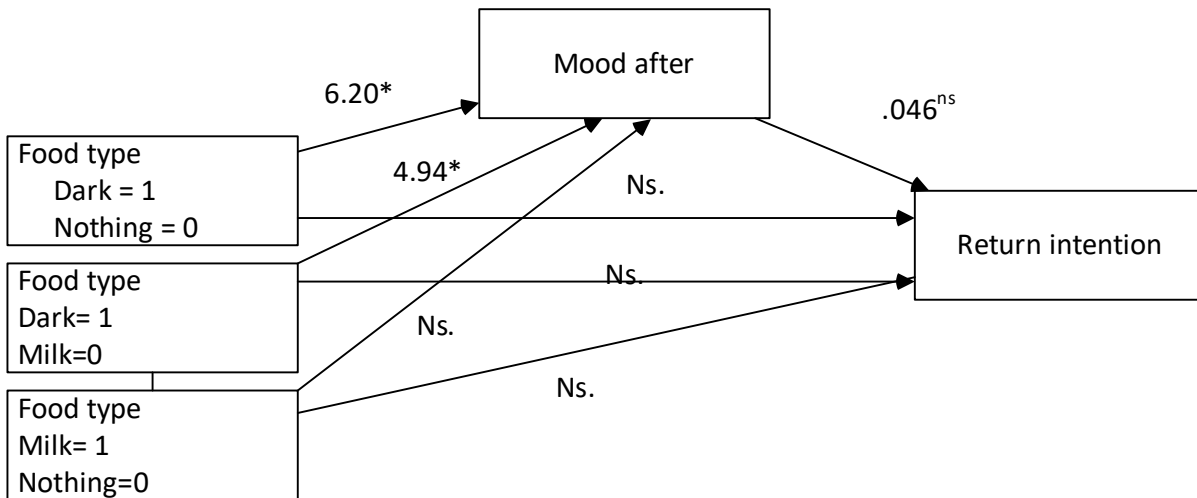 Mood after
6.20*
.046ns
Food type
Dark = 1
Nothing = 0
4.94*
Ns.
Return intention
Food type
Dark= 1
Milk=0
Ns.
Ns.
Ns.
Food type
Milk= 1
Nothing=0